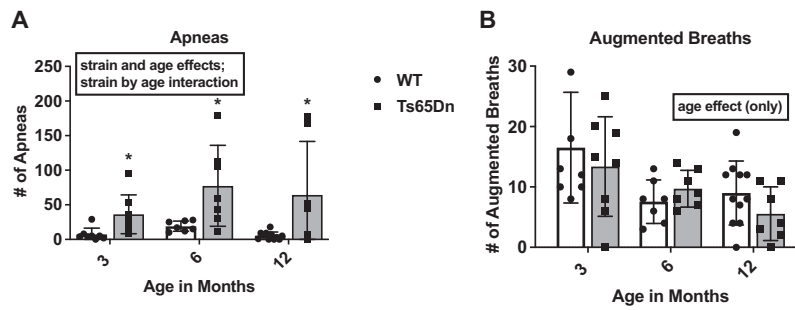 A
Apneas
strain and age effects;
strain by age interaction
# of Apneas
250
200
150
100
50
0
*
*
*
3
6
12
Age in Months
WT
Ts65Dn
B
Augmented Breaths
age effect (only)
# of Augmented Breaths
30
20
10
0
3
6
12
Age in Months